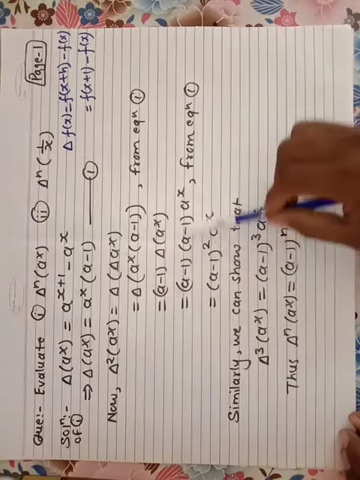 Page-1
Que:- Evaluate (i) Δⁿ(aˣ) (ii) Δⁿ(1/x)
Solⁿ:- of (i) Δ(aˣ) = aˣ⁺¹ - aˣ
Δf(x) = f(x+h) - f(x)
⇒ Δ(aˣ) = aˣ(a-1) —— (1)
= f(x+1) - f(x)
Now, Δ²(aˣ) = Δ(Δaˣ)
= Δ(aˣ(a-1)), from eqⁿ (1)
= (a-1) Δ(aˣ)
= (a-1)(a-1)aˣ, from eqⁿ (1)
= (a-1)²
Similarly, we can show that
Δ³(aˣ) = (a-1)³
Thus Δⁿ(aˣ) = (a-1)ⁿ